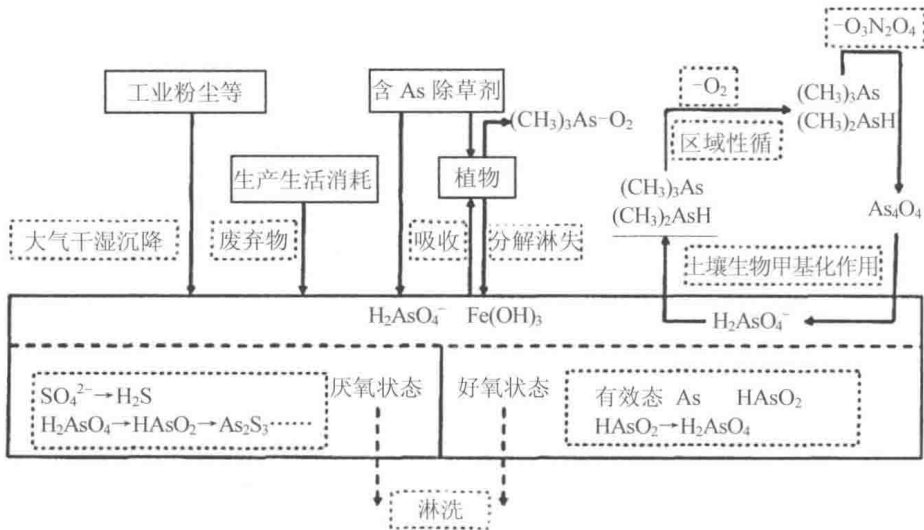 −O₃N₂O₄
工业粉尘等
含 As 除草剂
−O₂
(CH₃)₃As
(CH₃)₂AsH
(CH₃)₃As−O₂
区域性循
生产生活消耗
植物
(CH₃)₃As
(CH₃)₂AsH
As₄O₄
大气干湿沉降
废弃物
吸收
分解淋失
土壤生物甲基化作用
H₂AsO₄⁻
Fe(OH)₃
H₂AsO₄⁻
SO₄²⁻→H₂S
H₂AsO₄→HAsO₂→As₂S₃……
厌氧状态
好氧状态
有效态 As HAsO₂
HAsO₂→H₂AsO₄
淋洗